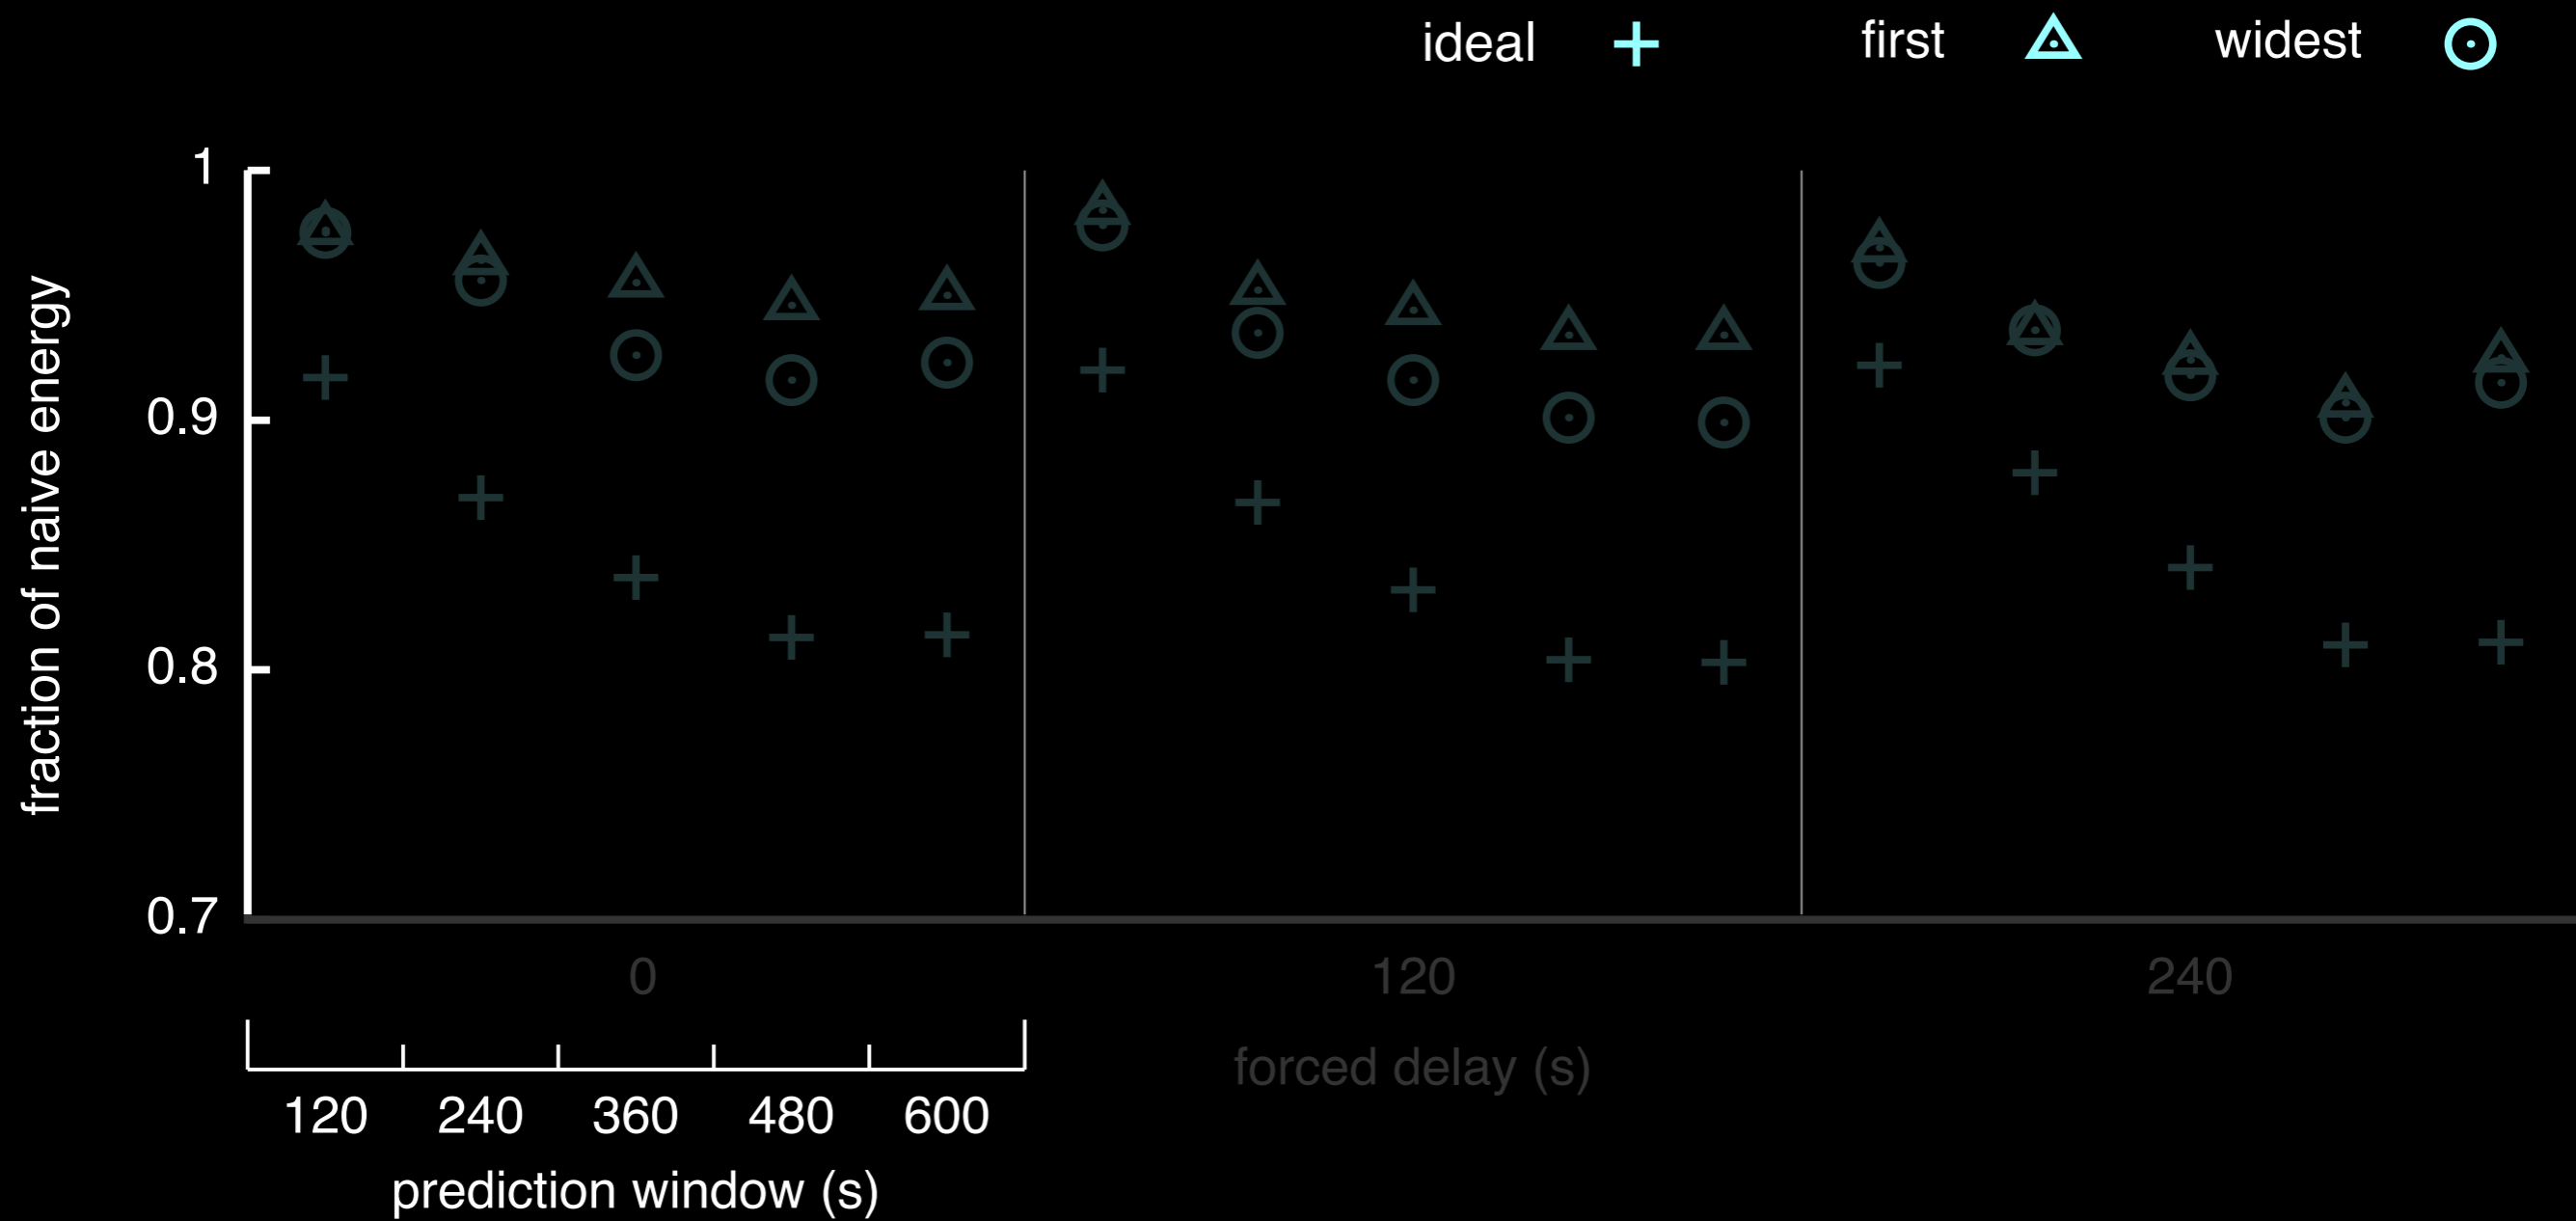 ideal first widest
1
0.9
0.8
0.7
fraction of naive energy
0 120 240
forced delay (s)
120 240 360 480 600
prediction window (s)